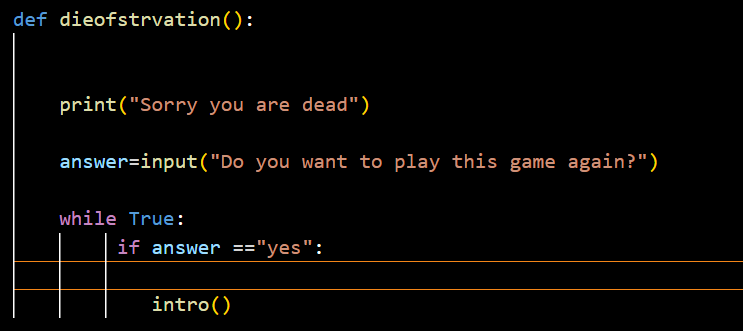 def dieofstrvation():
print("Sorry you are dead")
answer=input("Do you want to play this game again?")
while True:
if answer =="yes":
intro()